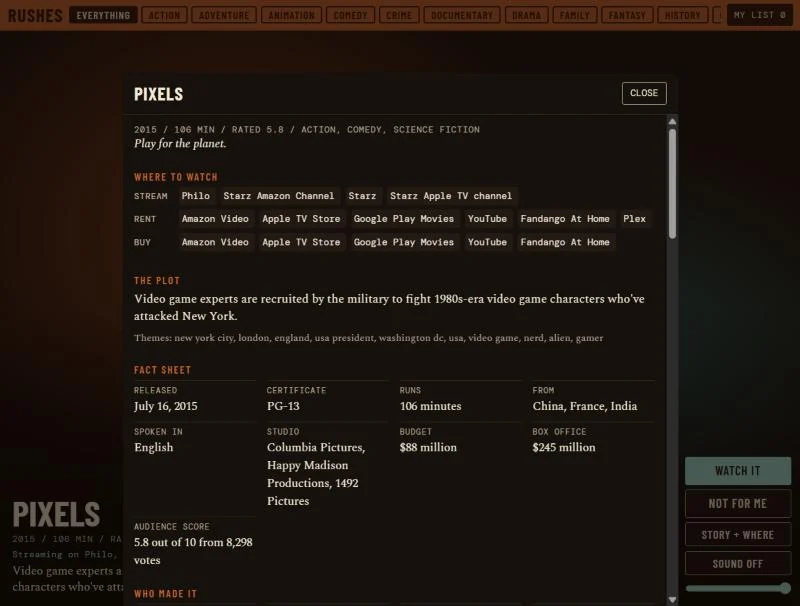 RUSHES EVERYTHING ACTION ADVENTURE ANIMATION COMEDY CRIME DOCUMENTARY DRAMA FAMILY FANTASY HISTORY MY LIST 0
PIXELS CLOSE
2015 / 106 MIN / RATED 5.8 / ACTION, COMEDY, SCIENCE FICTION
Play for the planet.
WHERE TO WATCH
STREAM Philo Starz Amazon Channel Starz Starz Apple TV channel
RENT Amazon Video Apple TV Store Google Play Movies YouTube Fandango At Home Plex
BUY Amazon Video Apple TV Store Google Play Movies YouTube Fandango At Home
THE PLOT
Video game experts are recruited by the military to fight 1980s-era video game characters who've
attacked New York.
Themes: new york city, london, england, usa president, washington dc, usa, video game, nerd, alien, gamer
FACT SHEET
RELEASED CERTIFICATE RUNS FROM
July 16, 2015 PG-13 106 minutes China, France, India
SPOKEN IN STUDIO BUDGET BOX OFFICE
English Columbia Pictures, $88 million $245 million
Happy Madison
Productions, 1492
Pictures
AUDIENCE SCORE
5.8 out of 10 from 8,298
votes
WHO MADE IT
PIXELS
2015 / 106 MIN / RA
Streaming on Philo,
Video game experts a
characters who've atta
WATCH IT
NOT FOR ME
STORY + WHERE
SOUND OFF